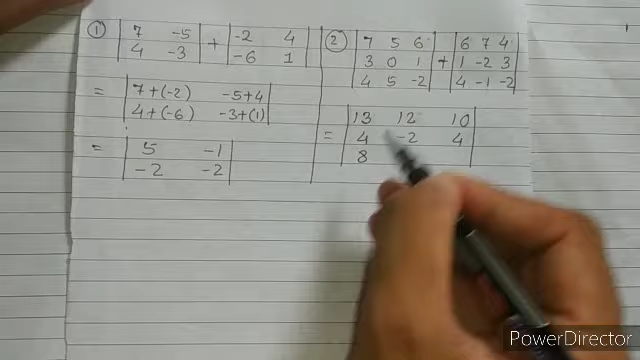 ① | 7 -5 | + | -2 4 |
| 4 -3 | | -6 1 |
= | 7+(-2) -5+4 |
| 4+(-6) -3+(1) |
= | 5 -1 |
| -2 -2 |
② | 7 5 6 | + | 6 7 4 |
| 3 0 1 | | 1 -2 3 |
| 4 5 -2 | | 4 -1 -2 |
= | 13 12 10 |
| 4 -2 4 |
| 8
PowerDirector